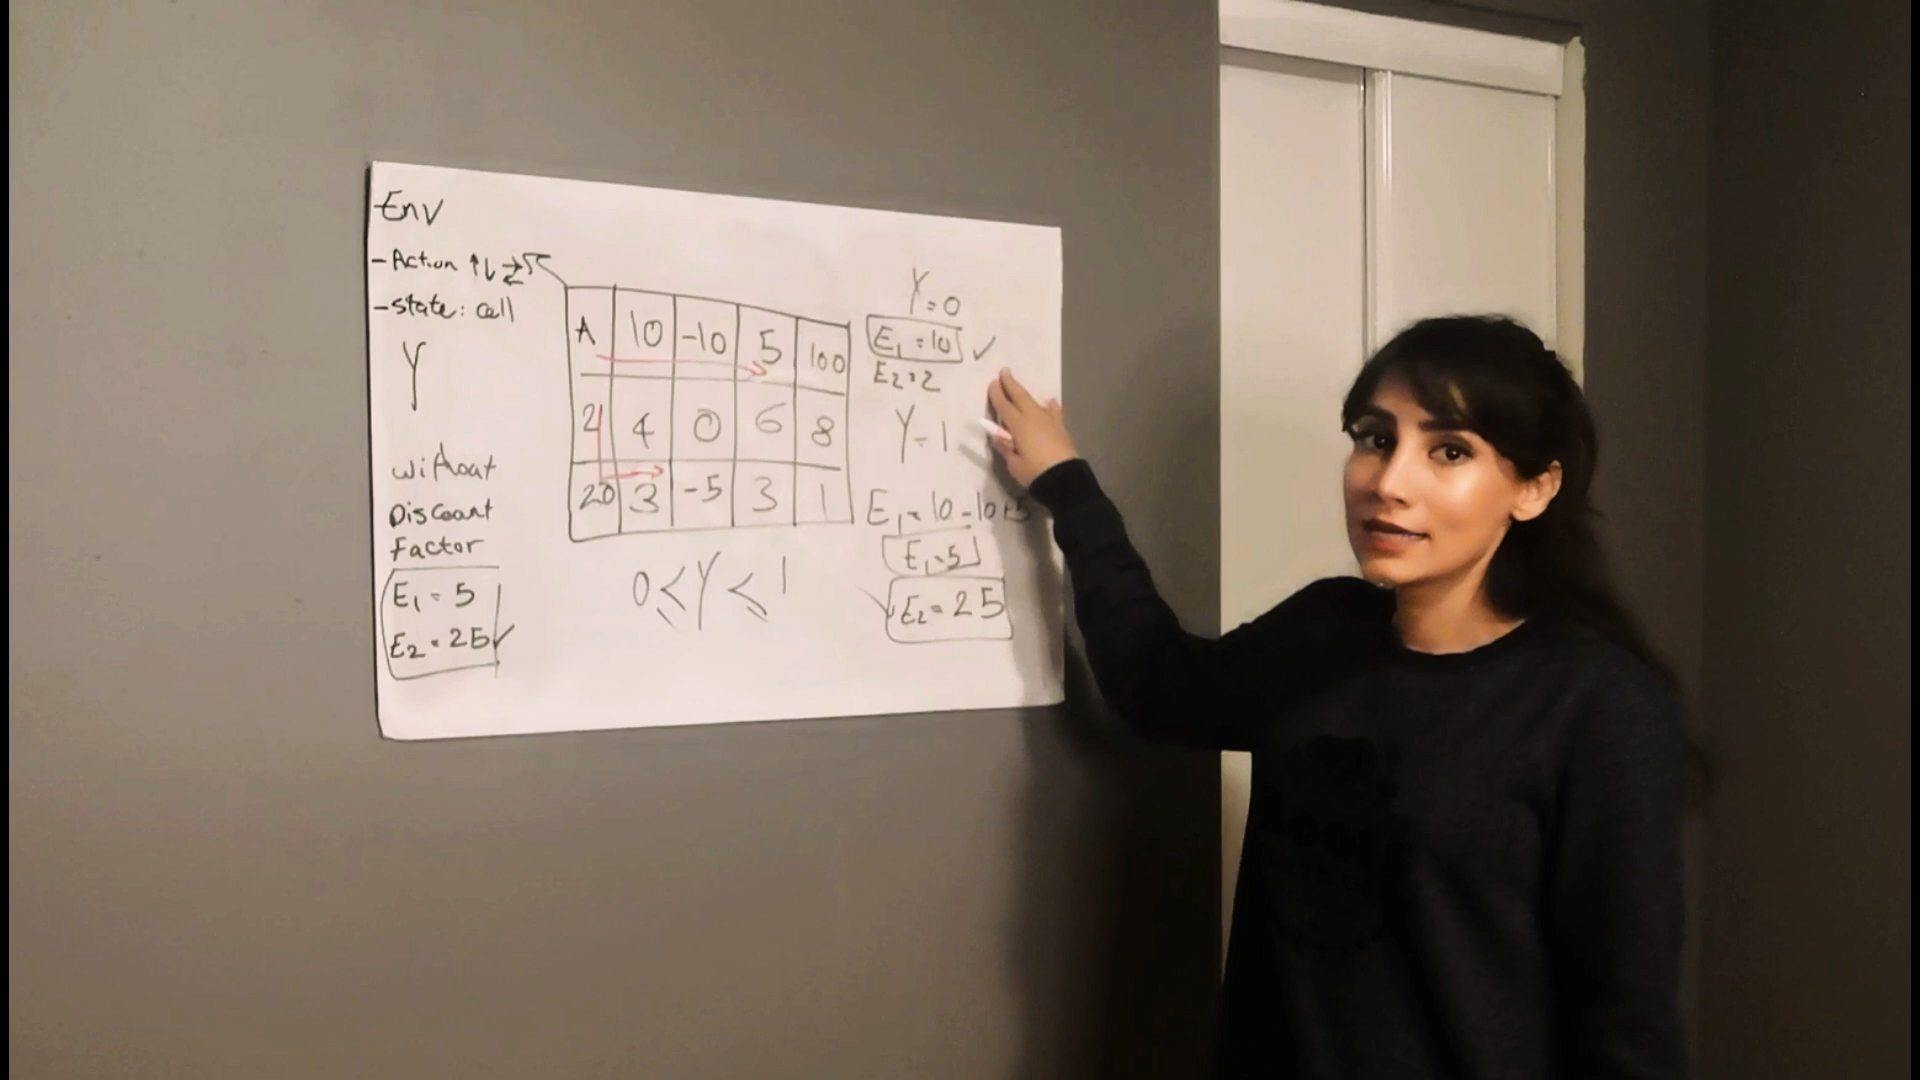 Env
- Action ↑↓→←
- state: cell
γ
without
Discount
Factor
E₁ = 5
E₂ = 25 ✓
A 10 -10 5 100
2 4 0 6 8
20 3 -5 3 1
0 ≤ γ ≤ 1
γ = 0
E₁ = 10 ✓
E₂ = 2
γ = 1
E₁ = 10 - 10 + 5
E₁ = 5
✓ E₂ = 25